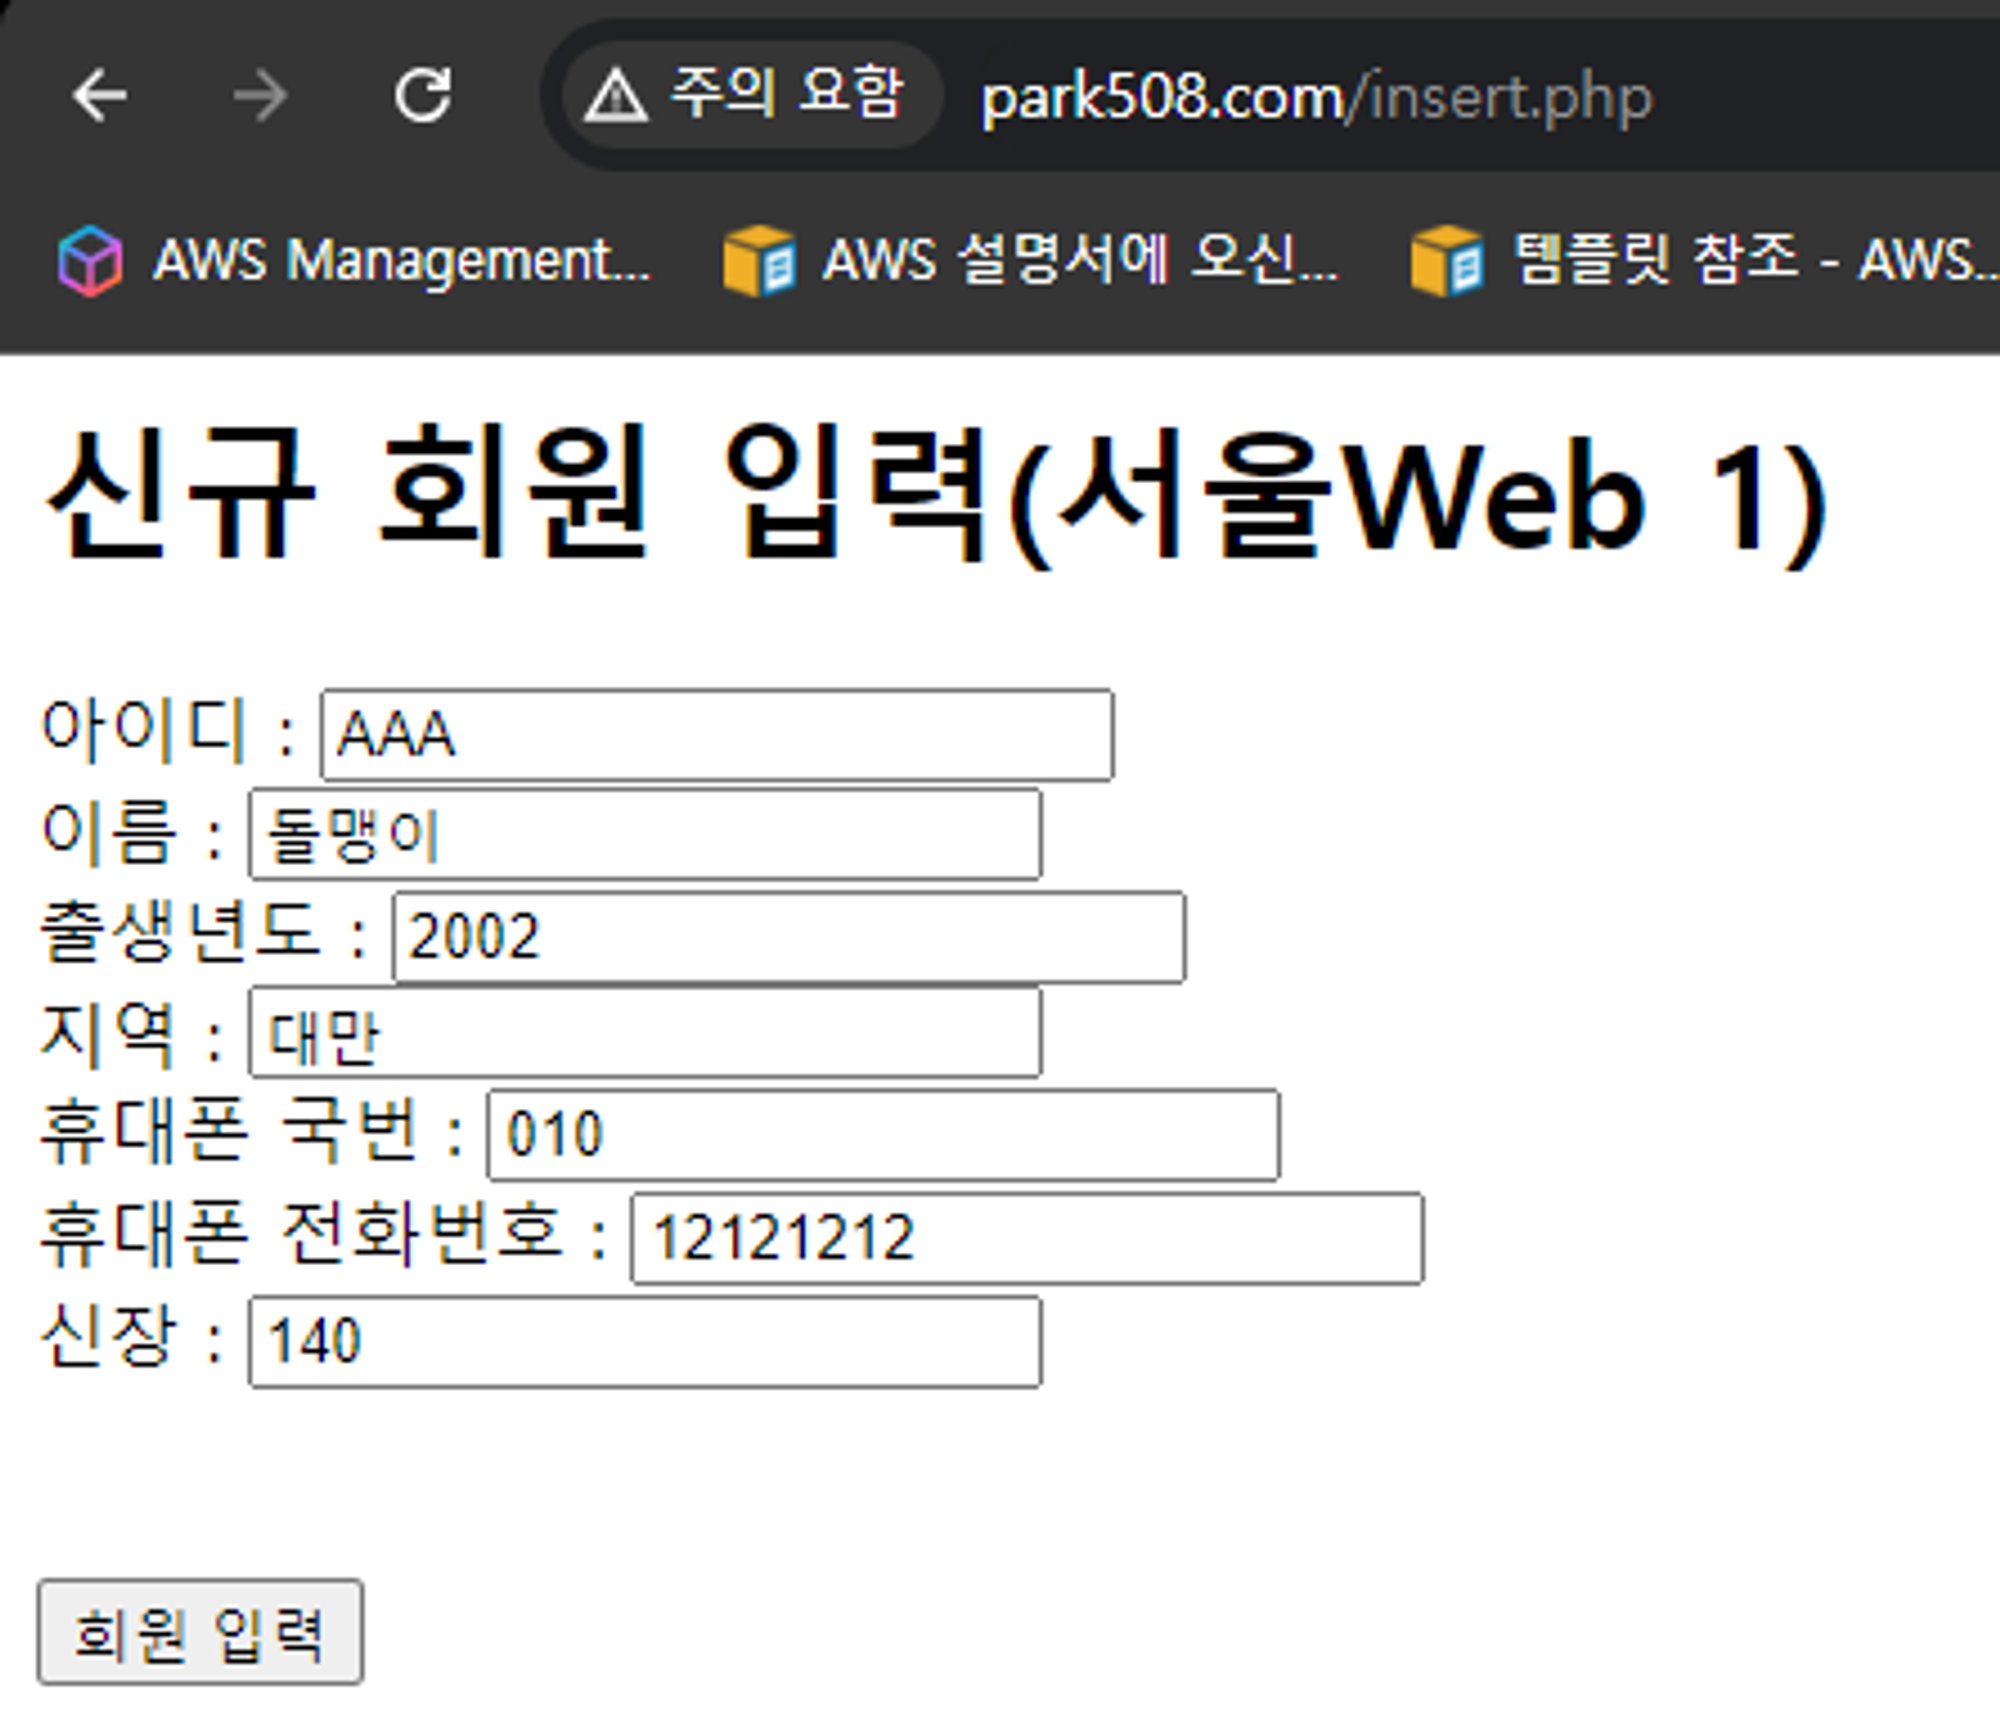 주의 요함 park508.com/insert.php
AWS Management... AWS 설명서에 오신... 템플릿 참조 - AWS...
신규 회원 입력(서울Web 1)
아이디 : AAA
이름 : 돌맹이
출생년도 : 2002
지역 : 대만
휴대폰 국번 : 010
휴대폰 전화번호 : 12121212
신장 : 140
회원 입력